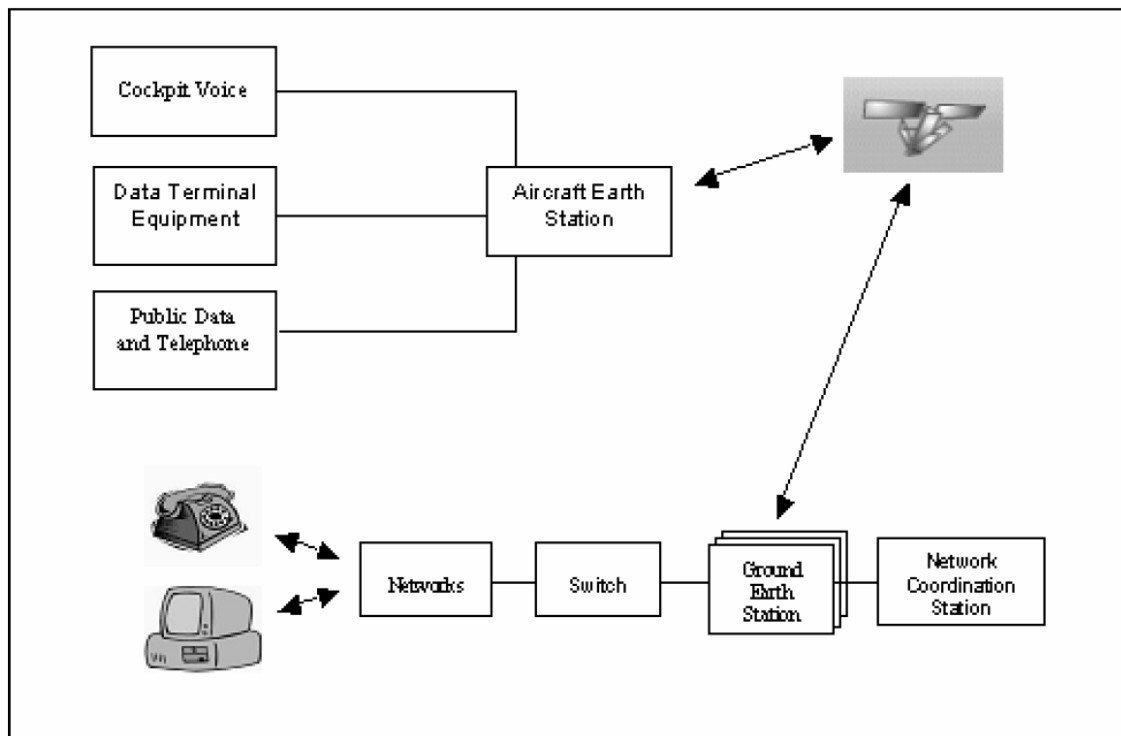 Cockpit Voice
Data Terminal
Equipment
Aircraft Earth
Station
Public Data
and Telephone
Networks
Switch
Ground
Earth
Station
Network
Coordination
Station